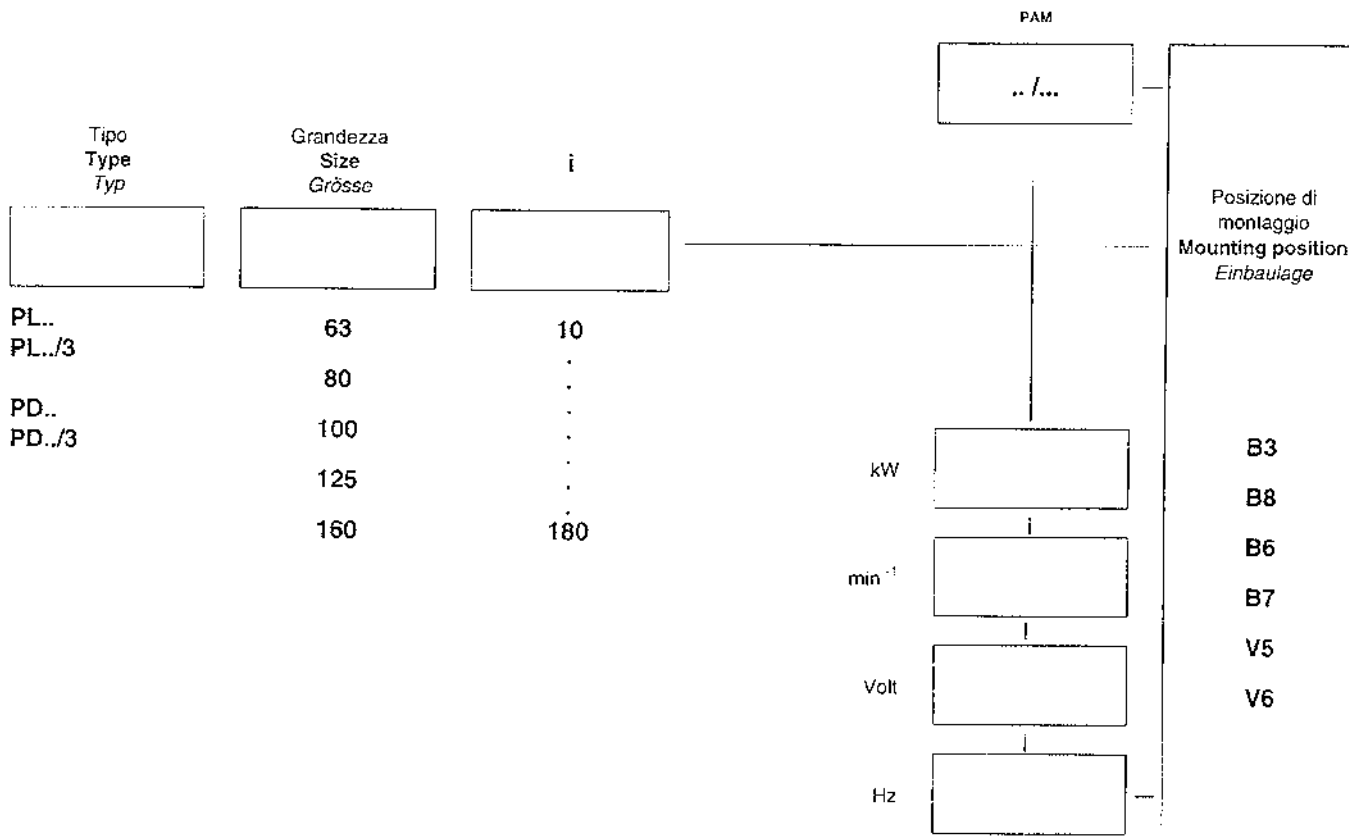 PAM
.. /...
Tipo
Type
Typ
Grandezza
Size
Grösse
i
Posizione di
montaggio
Mounting position
Einbaulage
PL..
PL../3
PD..
PD../3
63
80
100
125
160
10
.
.
.
.
.
.
180
kW
min -1
Volt
Hz
B3
B8
B6
B7
V5
V6